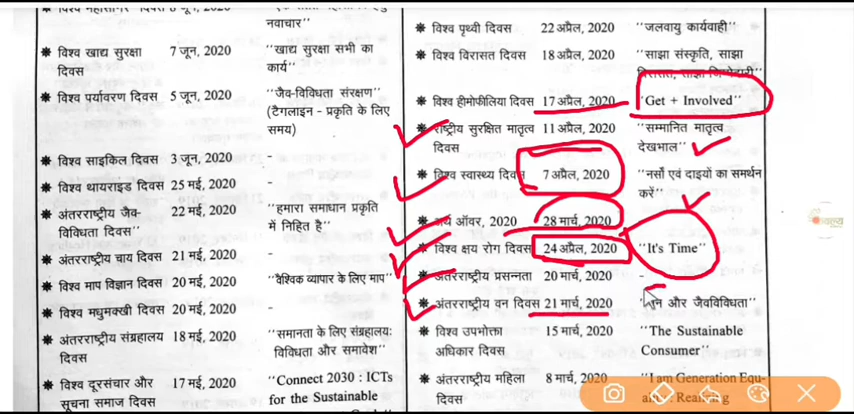 नवाचार''
✱ विश्व खाद्य सुरक्षा 7 जून, 2020 ''खाद्य सुरक्षा सभी का
दिवस कार्य''
✱ विश्व पर्यावरण दिवस 5 जून, 2020 ''जैव-विविधता संरक्षण''
(टैगलाइन - प्रकृति के लिए
समय)
✱ विश्व साइकिल दिवस 3 जून, 2020 -
✱ विश्व थायराइड दिवस 25 मई, 2020 -
✱ अंतरराष्ट्रीय जैव- 22 मई, 2020 ''हमारा समाधान प्रकृति
विविधता दिवस'' में निहित है''
✱ अंतरराष्ट्रीय चाय दिवस 21 मई, 2020 -
✱ विश्व माप विज्ञान दिवस 20 मई, 2020 ''वैश्विक व्यापार के लिए माप''
✱ विश्व मधुमक्खी दिवस 20 मई, 2020 -
✱ अंतरराष्ट्रीय संग्रहालय 18 मई, 2020 ''समानता के लिए संग्रहालय:
दिवस विविधता और समावेश''
✱ विश्व दूरसंचार और 17 मई, 2020 ''Connect 2030 : ICTs
सूचना समाज दिवस for the Sustainable
✱ विश्व पृथ्वी दिवस 22 अप्रैल, 2020 ''जलवायु कार्यवाही''
✱ विश्व विरासत दिवस 18 अप्रैल, 2020 ''साझा संस्कृति, साझा
विरासत, साझा जिम्मेदारी''
✱ विश्व हीमोफीलिया दिवस 17 अप्रैल, 2020 ''Get + Involved''
✱ राष्ट्रीय सुरक्षित मातृत्व 11 अप्रैल, 2020 ''सम्मानित मातृत्व
दिवस देखभाल''
✱ विश्व स्वास्थ्य दिवस 7 अप्रैल, 2020 ''नर्सों एवं दाइयों का समर्थन
करें''
✱ अर्थ ऑवर, 2020 28 मार्च, 2020
✱ विश्व क्षय रोग दिवस 24 अप्रैल, 2020 ''It's Time''
✱ अंतरराष्ट्रीय प्रसन्नता 20 मार्च, 2020 -
✱ अंतरराष्ट्रीय वन दिवस 21 मार्च, 2020 ''वन और जैवविविधता''
✱ विश्व उपभोक्ता 15 मार्च, 2020 ''The Sustainable
अधिकार दिवस Consumer''
✱ अंतरराष्ट्रीय महिला 8 मार्च, 2020 ''I am Generation Equ-
दिवस